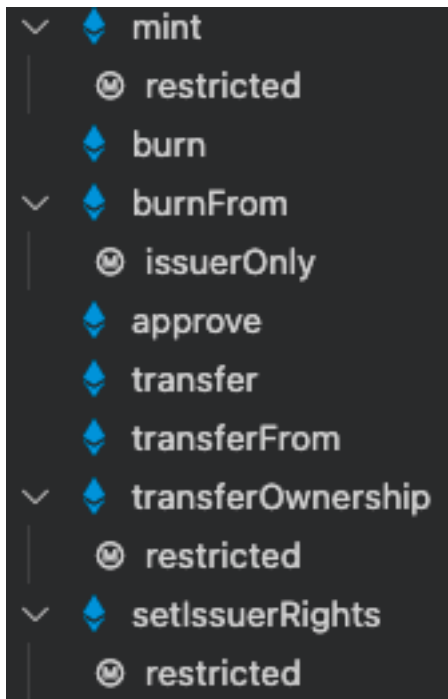 mint
restricted
burn
burnFrom
issuerOnly
approve
transfer
transferFrom
transferOwnership
restricted
setIssuerRights
restricted